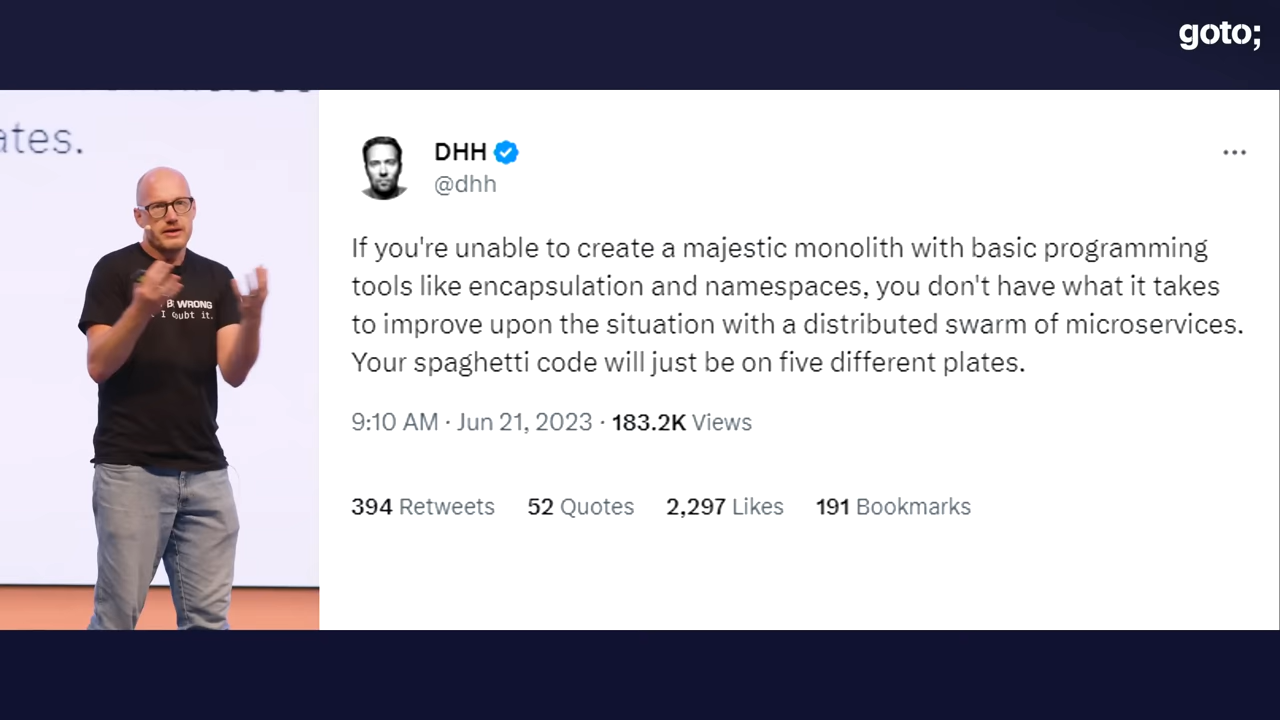 goto;
ates.
WRONG
I doubt it.
DHH
@dhh
If you're unable to create a majestic monolith with basic programming
tools like encapsulation and namespaces, you don't have what it takes
to improve upon the situation with a distributed swarm of microservices.
Your spaghetti code will just be on five different plates.
9:10 AM · Jun 21, 2023 · 183.2K Views
394 Retweets 52 Quotes 2,297 Likes 191 Bookmarks